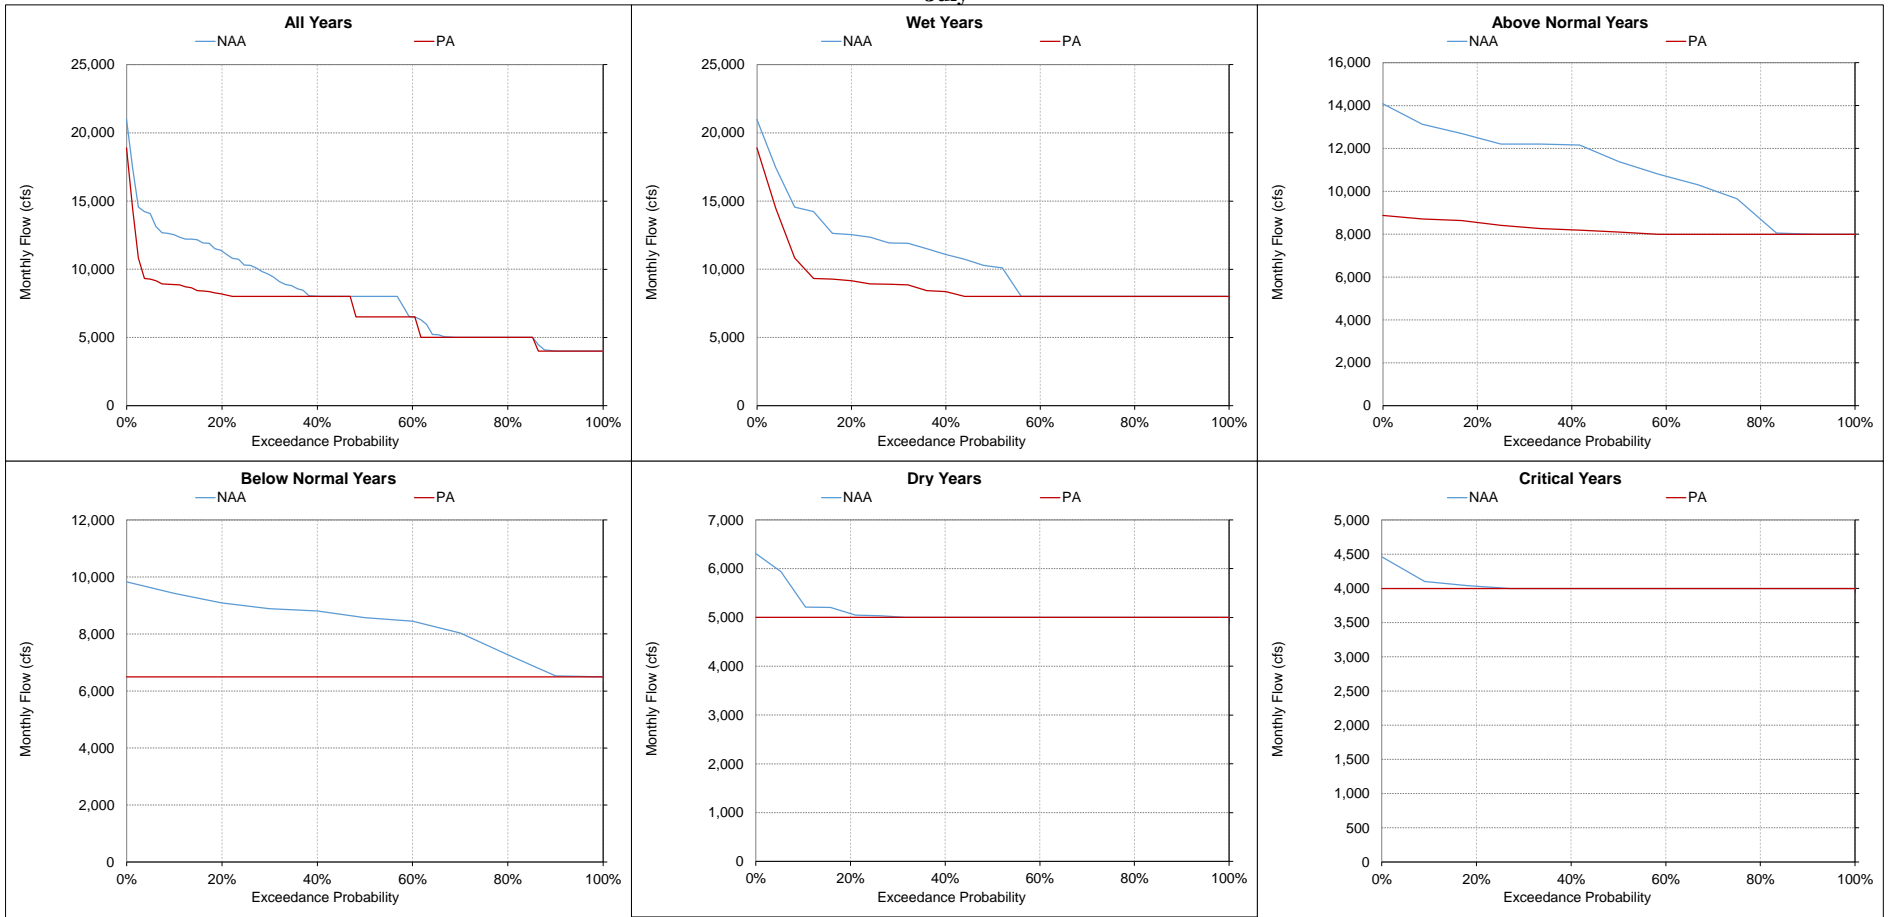 All Years
NAA PA
25,000
20,000
15,000
10,000
5,000
0
Monthly Flow (cfs)
0% 20% 40% 60% 80% 100%
Exceedance Probability
Wet Years
NAA PA
25,000
20,000
15,000
10,000
5,000
0
Monthly Flow (cfs)
0% 20% 40% 60% 80% 100%
Exceedance Probability
Above Normal Years
NAA PA
16,000
14,000
12,000
10,000
8,000
6,000
4,000
2,000
0
Monthly Flow (cfs)
0% 20% 40% 60% 80% 100%
Exceedance Probability
Below Normal Years
NAA PA
12,000
10,000
8,000
6,000
4,000
2,000
0
Monthly Flow (cfs)
0% 20% 40% 60% 80% 100%
Exceedance Probability
Dry Years
NAA PA
7,000
6,000
5,000
4,000
3,000
2,000
1,000
0
Monthly Flow (cfs)
0% 20% 40% 60% 80% 100%
Exceedance Probability
Critical Years
NAA PA
5,000
4,500
4,000
3,500
3,000
2,500
2,000
1,500
1,000
500
0
Monthly Flow (cfs)
0% 20% 40% 60% 80% 100%
Exceedance Probability